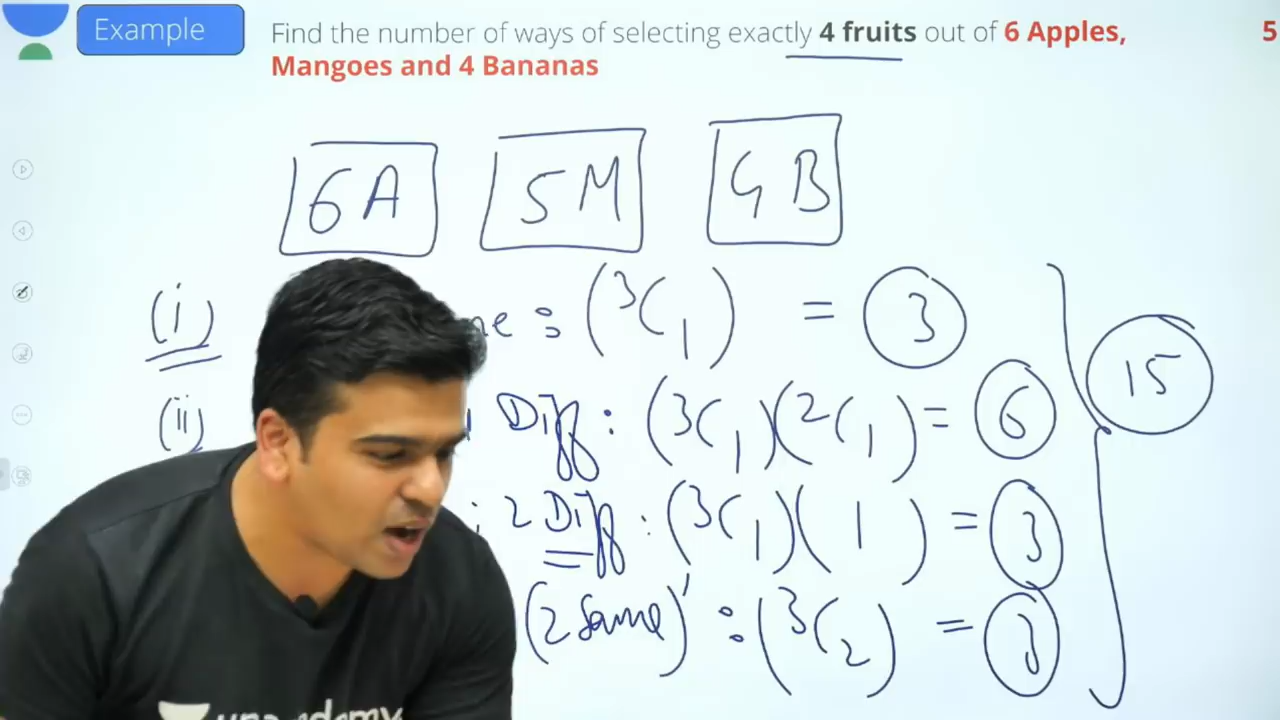 Example
Find the number of ways of selecting exactly 4 fruits out of 6 Apples, 5
Mangoes and 4 Bananas
6A 5M 4B
(i) : (³C₁) = 3
(ii) Diff : (³C₁)(²C₁) = 6
; 2 Diff : (³C₁)(1) = 3
(2 Same) : (³C₂) = 3
15